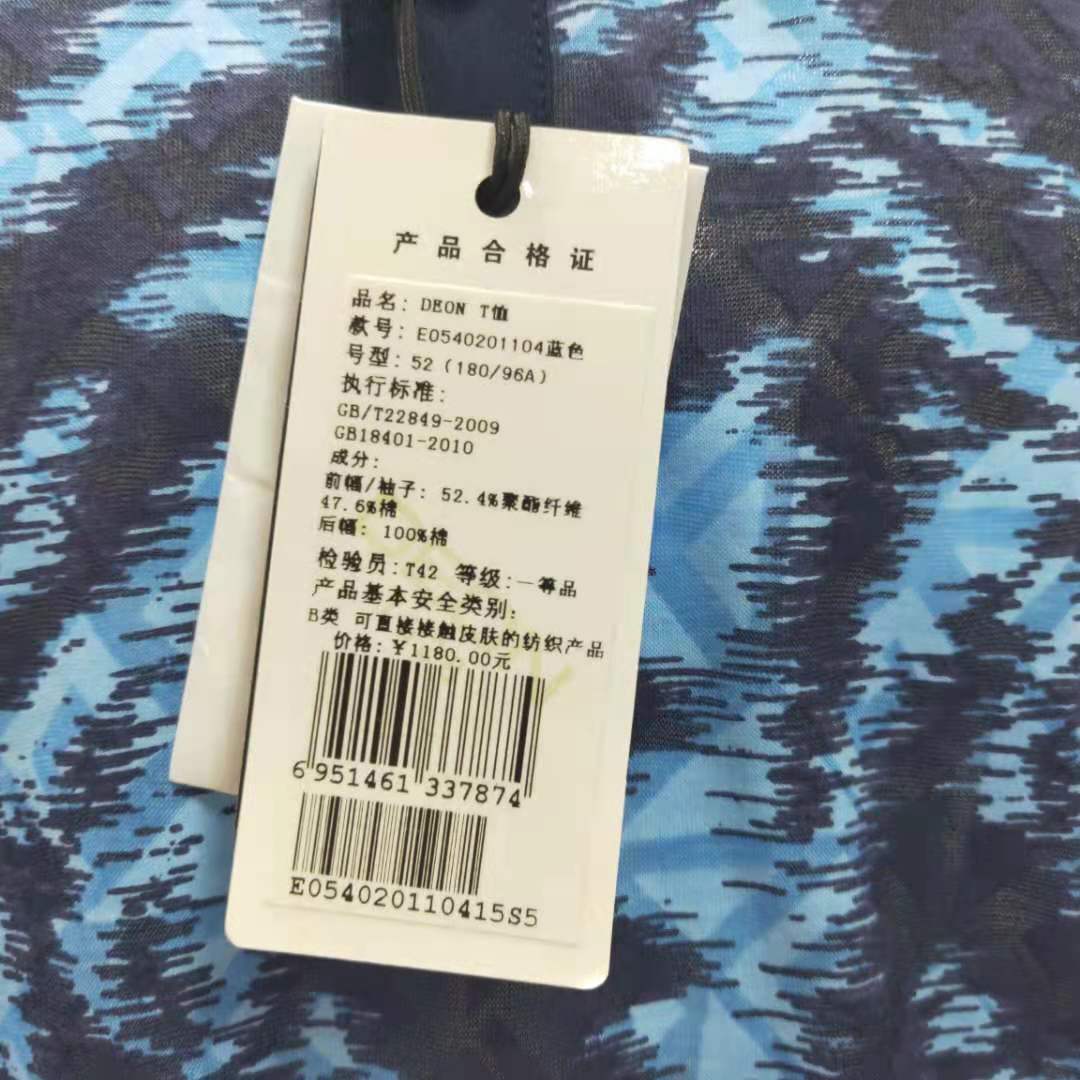 产品合格证
品名: DEON T恤
款号: E0540201104蓝色
号型: 52 (180/96A)
执行标准:
GB/T22849-2009
GB18401-2010
成分:
前幅/袖子: 52.4%聚酯纤维
47.6%棉
后幅: 100%棉
检验员:T42 等级:一等品
产品基本安全类别:
B类 可直接接触皮肤的纺织产品
价格:¥1180.00元
6 951461 337874
E054020110415S5